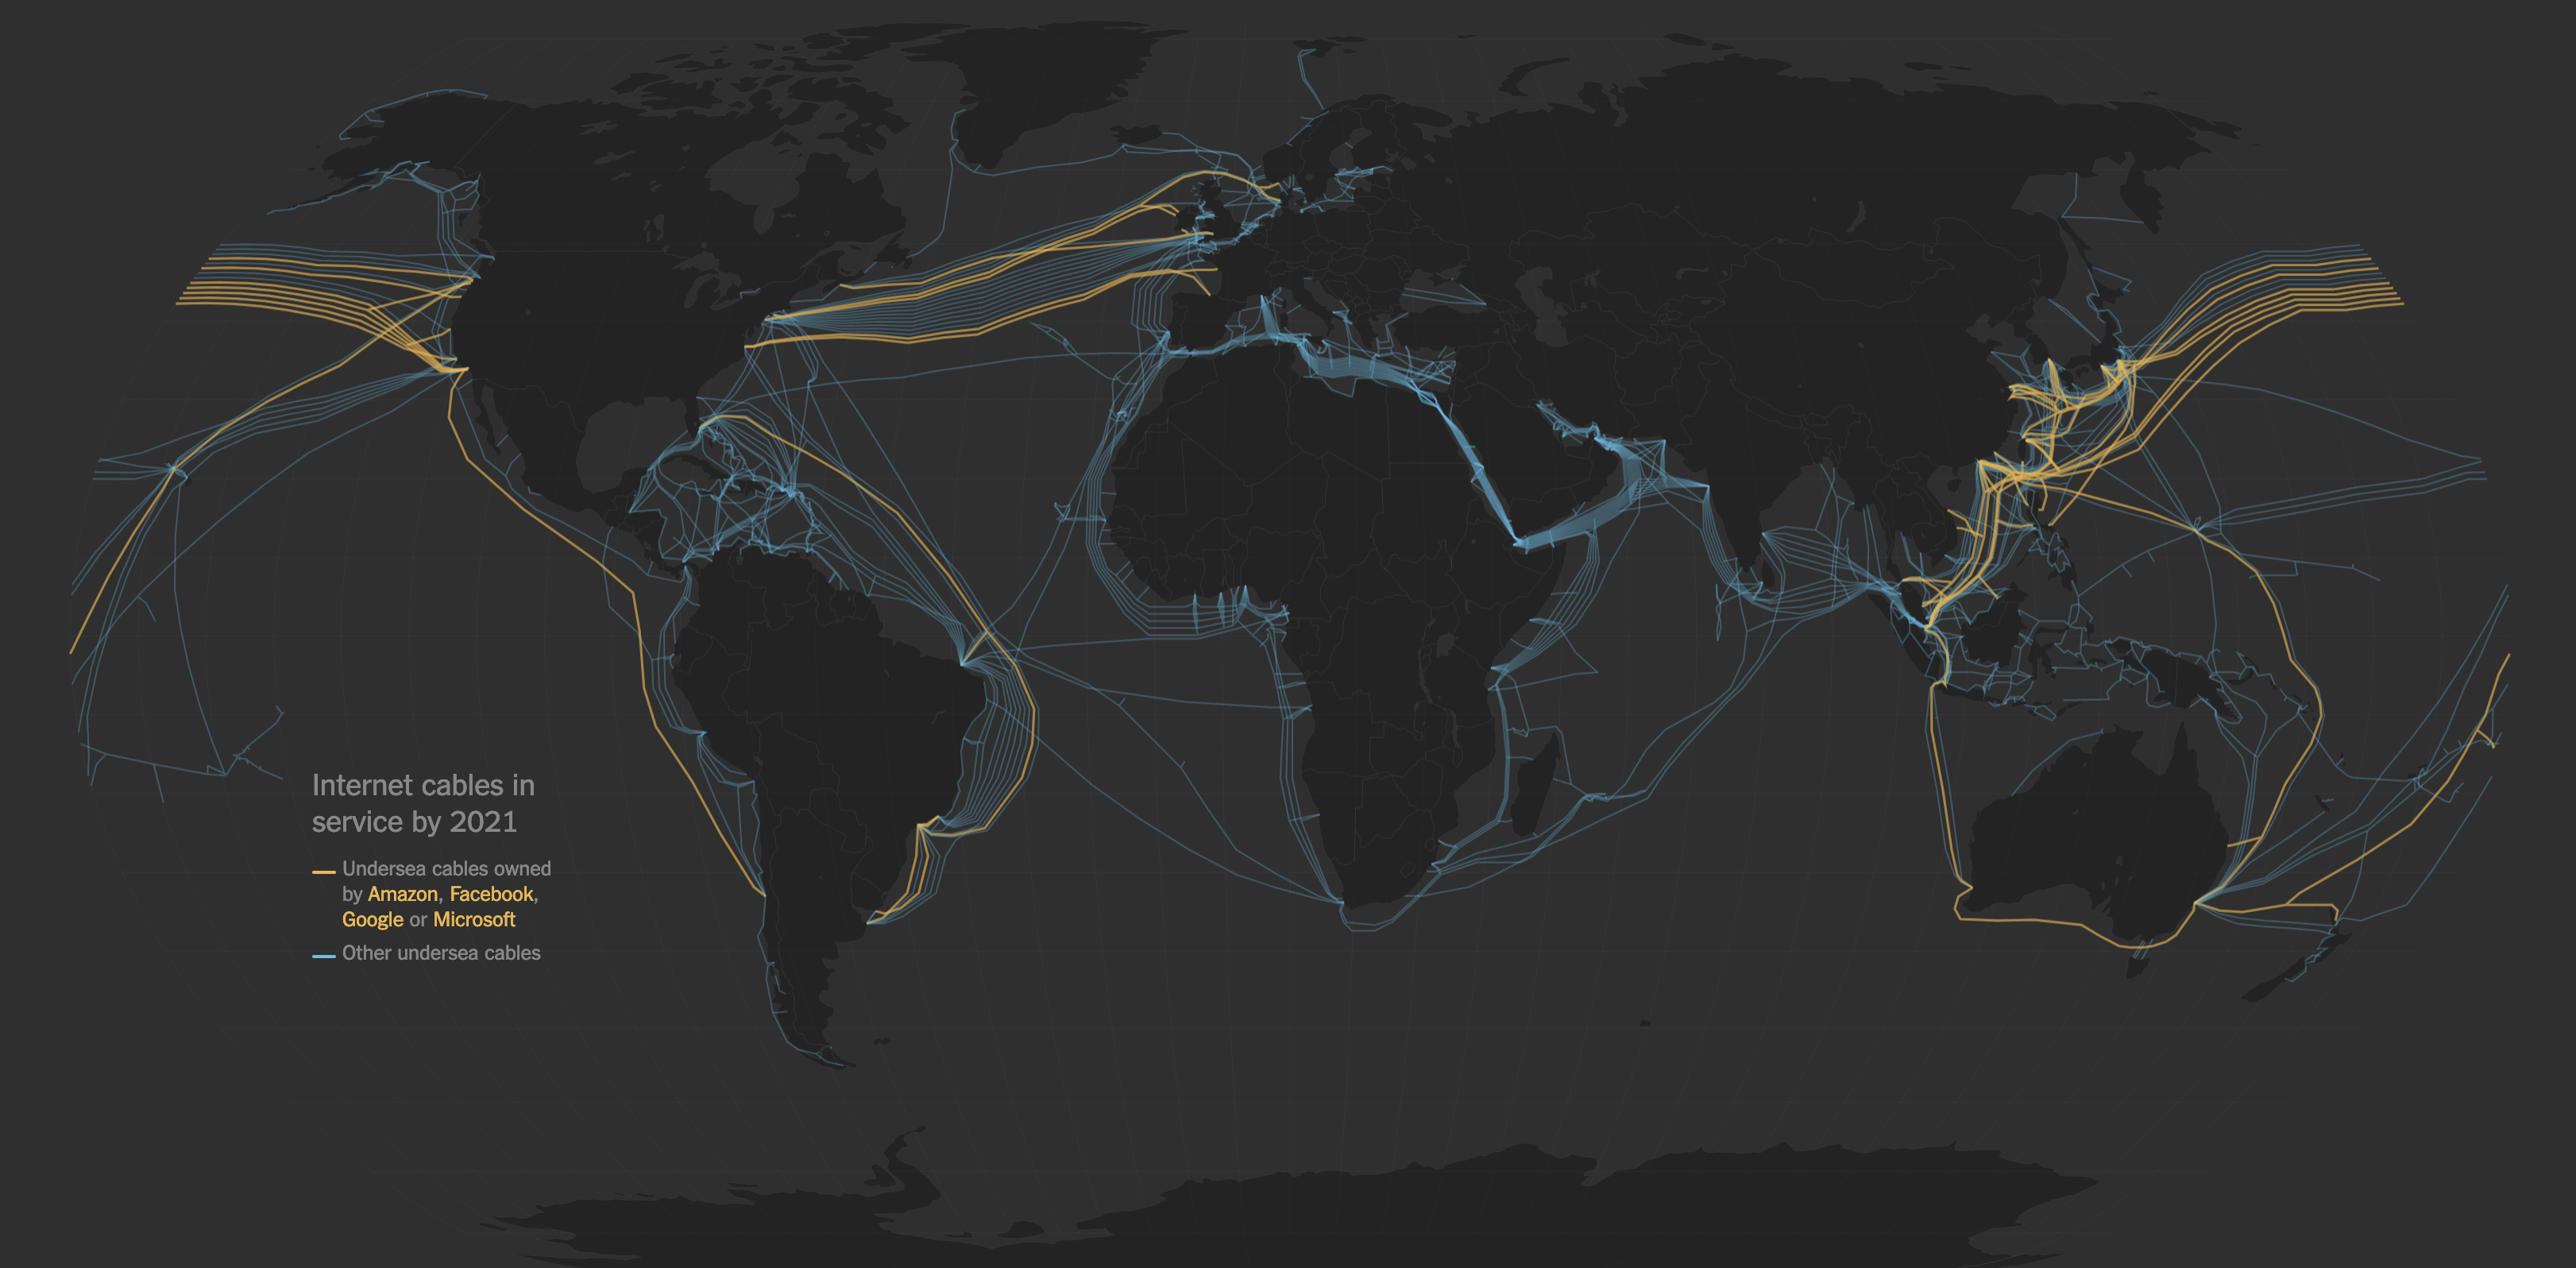 Internet cables in
service by 2021
Undersea cables owned
by Amazon, Facebook,
Google or Microsoft
Other undersea cables